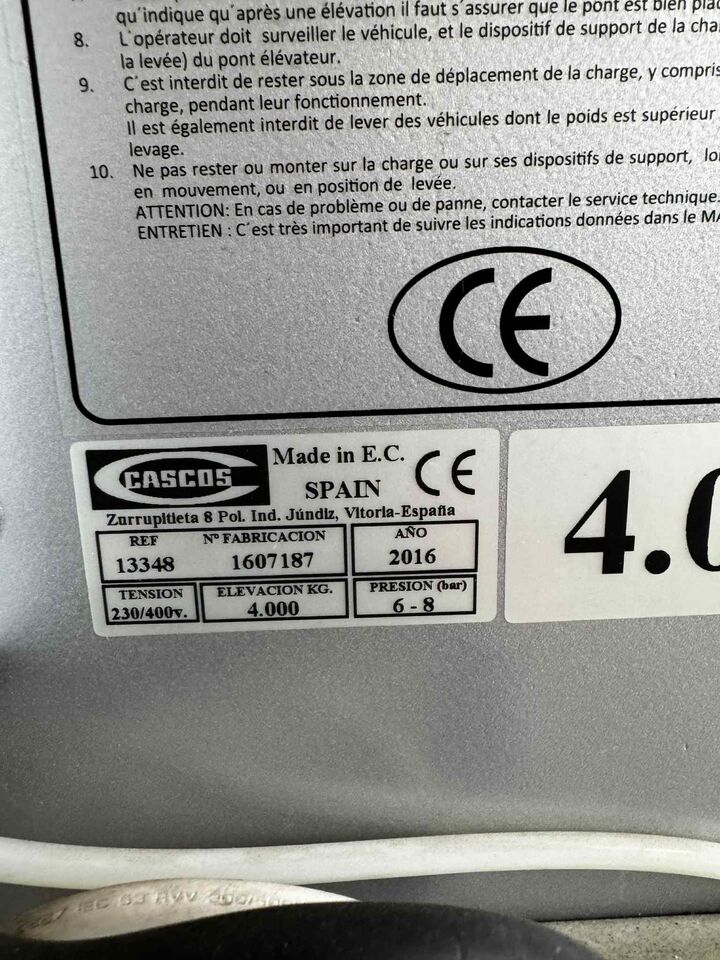 qu´indique qu´après une élévation il faut s´assurer que le pont est bien
8. L´opérateur doit surveiller le véhicule, et le dispositif de support de la
la levée) du pont élévateur.
9. C´est interdit de rester sous la zone de déplacement de la charge, y compris
charge, pendant leur fonctionnement.
Il est également interdit de lever des véhicules dont le poids est supérieur
levage.
10. Ne pas rester ou monter sur la charge ou sur ses dispositifs de support,
en mouvement, ou en position de levée.
ATTENTION: En cas de problème ou de panne, contacter le service technique.
ENTRETIEN : C´est très important de suivre les indications données dans le
CE
CASCOS
Made in E.C.
SPAIN
CE
Zurrupitieta 8 Pol. Ind. Júndiz, Vitoria-España
REF Nº FABRICACION AÑO
13348 1607187 2016
TENSION ELEVACION KG. PRESION (bar)
230/400v. 4.000 6 - 8
4.0